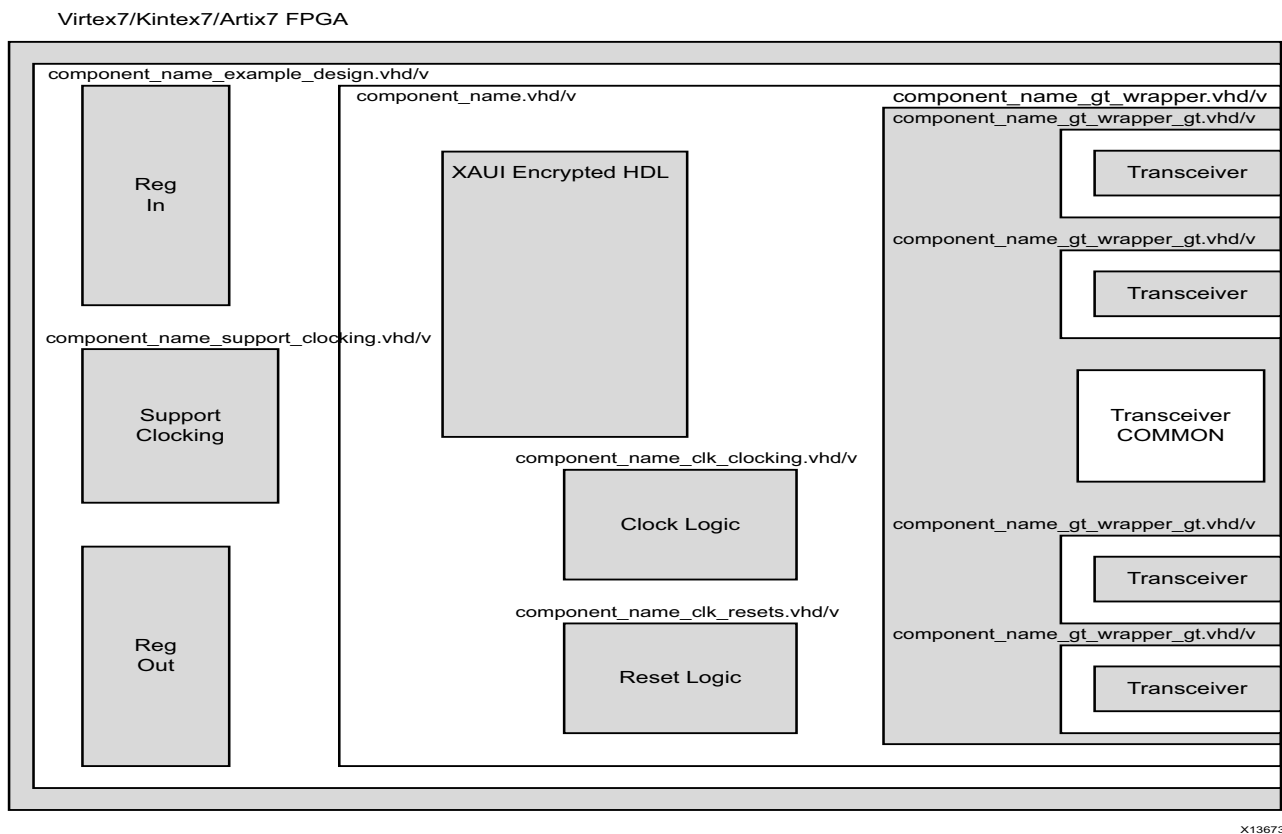 Virtex7/Kintex7/Artix7 FPGA
component_name_example_design.vhd/v
component_name.vhd/v
component_name_gt_wrapper.vhd/v
component_name_gt_wrapper_gt.vhd/v
Transceiver
XAUI Encrypted HDL
Reg
In
component_name_gt_wrapper_gt.vhd/v
Transceiver
component_name_support_clocking.vhd/v
Support
Clocking
Transceiver
COMMON
component_name_clk_clocking.vhd/v
Clock Logic
component_name_gt_wrapper_gt.vhd/v
Transceiver
component_name_clk_resets.vhd/v
Reset Logic
component_name_gt_wrapper_gt.vhd/v
Transceiver
Reg
Out
X13673